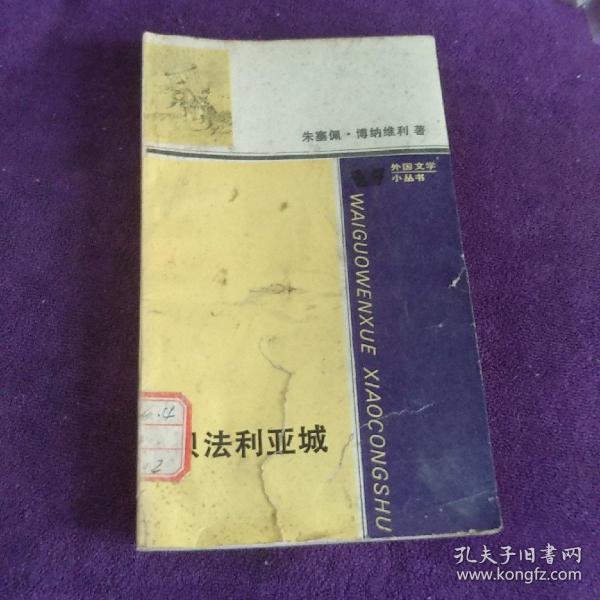 朱塞佩·博纳维利 著
外国文学
小丛书
WAIGUOWENXUE XIAOCONGSHU
法利亚城
2
孔夫子旧书网
www.kongfz.com